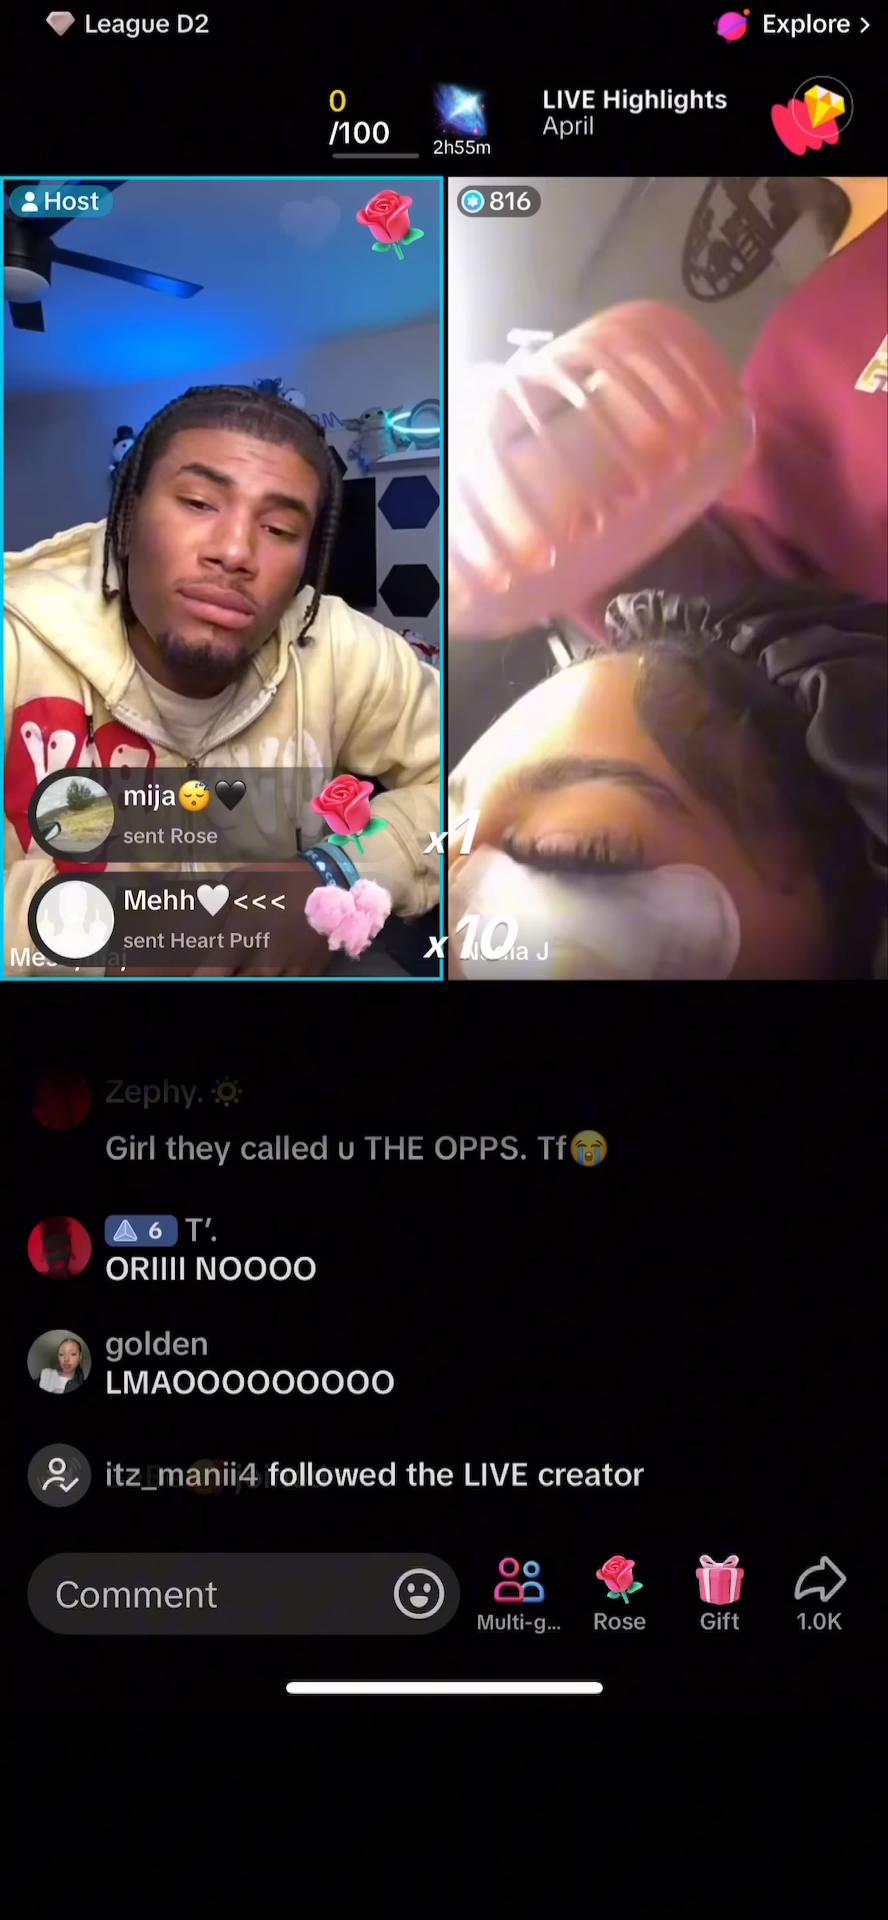 League D2
Explore >
0
/100
2h55m
LIVE Highlights
April
Host
816
mija😴🖤
sent Rose
x1
Mehh🤍<<<
sent Heart Puff
x10
Zephy.🔅
Girl they called u THE OPPS. Tf😭
6 T’.
ORIIII NOOOO
golden
LMAOOOOOOOOO
itz_manii4 followed the LIVE creator
Comment
Multi-g...
Rose
Gift
1.0K